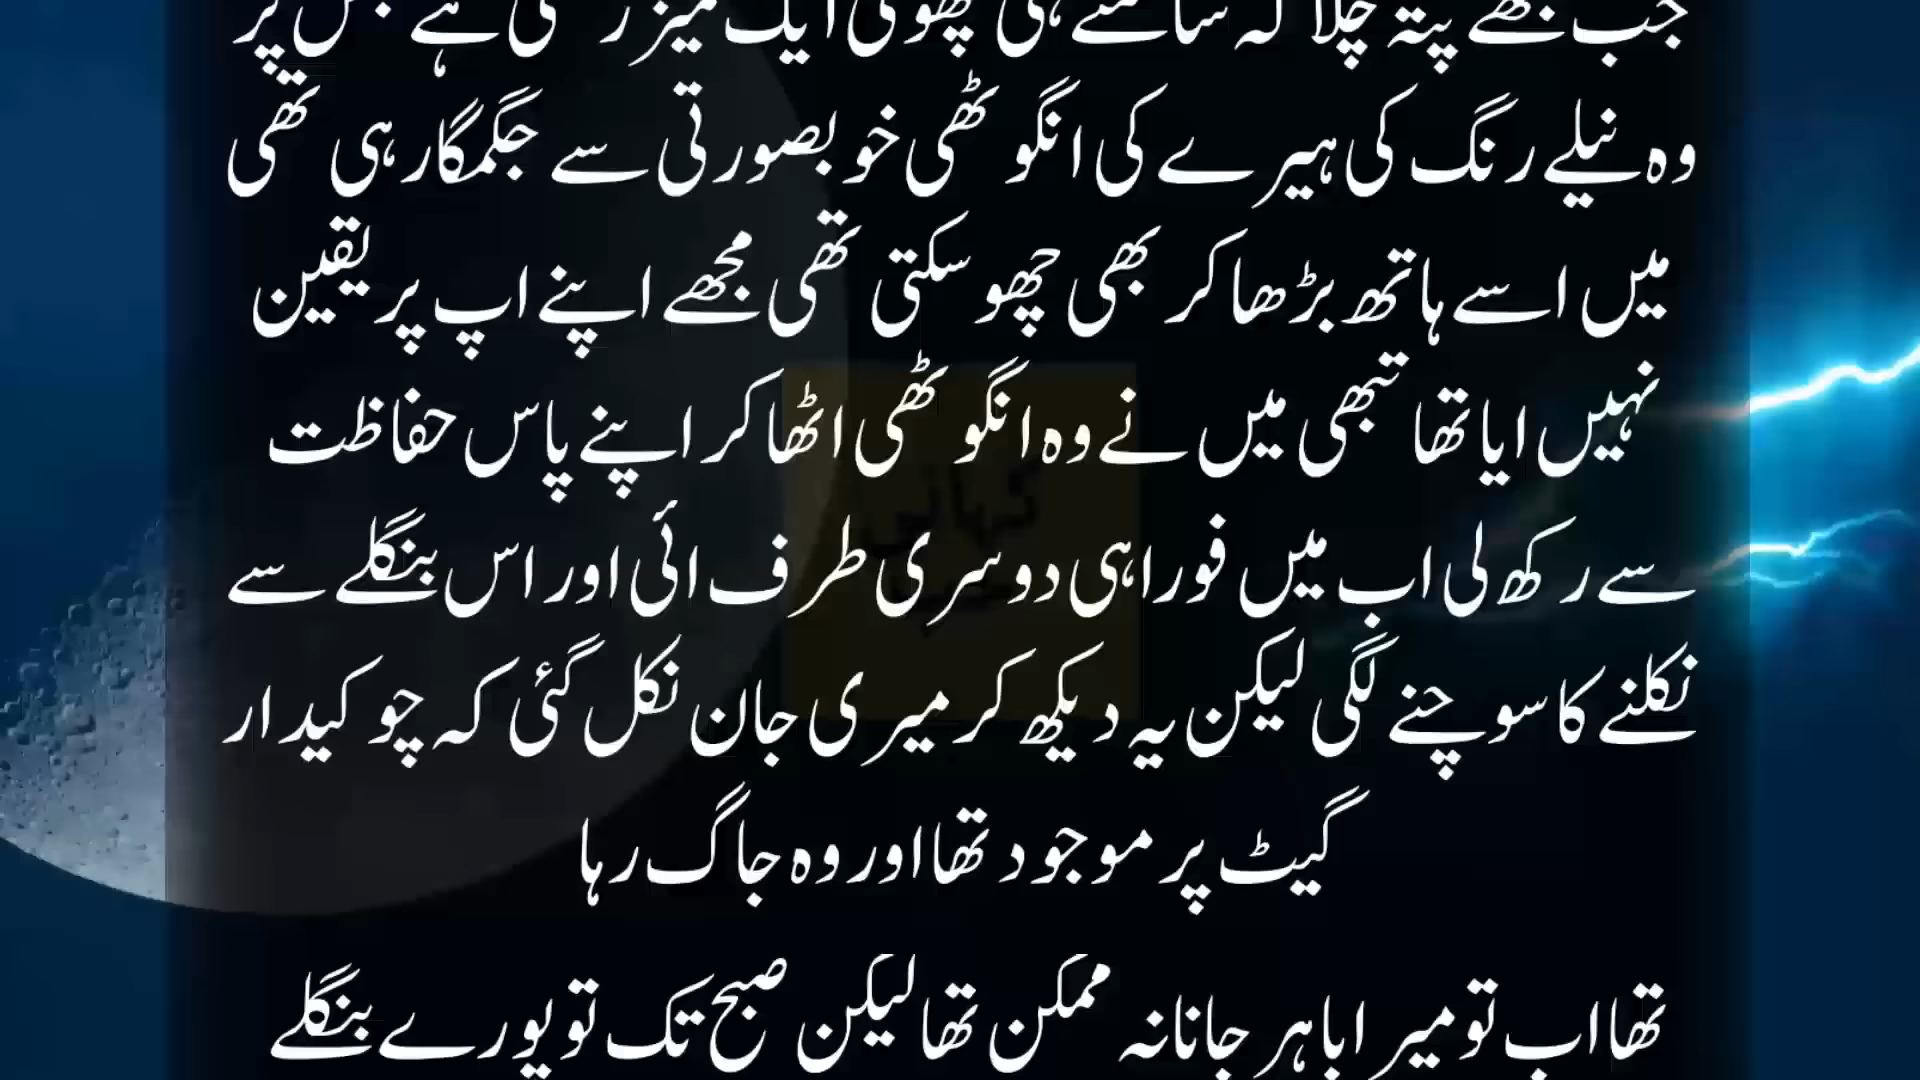 جب مجھے پتہ چلا کہ سامنے ہی چھوٹی ایک میز رکھی ہے جس پر
وہ نیلے رنگ کی ہیرے کی انگوٹھی خوبصورتی سے جگمگا رہی تھی
میں اسے ہاتھ بڑھا کر بھی چھو سکتی تھی مجھے اپنے اپ پر یقین
نہیں ایا تھا تبھی میں نے وہ انگوٹھی اٹھا کر اپنے پاس حفاظت
سے رکھ لی اب میں فورا ہی دوسری طرف ائی اور اس بنگلے سے
نکلنے کا سوچنے لگی لیکن یہ دیکھ کر میری جان نکل گئی کہ چوکیدار
گیٹ پر موجود تھا اور وہ جاگ رہا
تھا اب تو میرا باہر جانا نہ ممکن تھا لیکن صبح تک تو پورے بنگلے